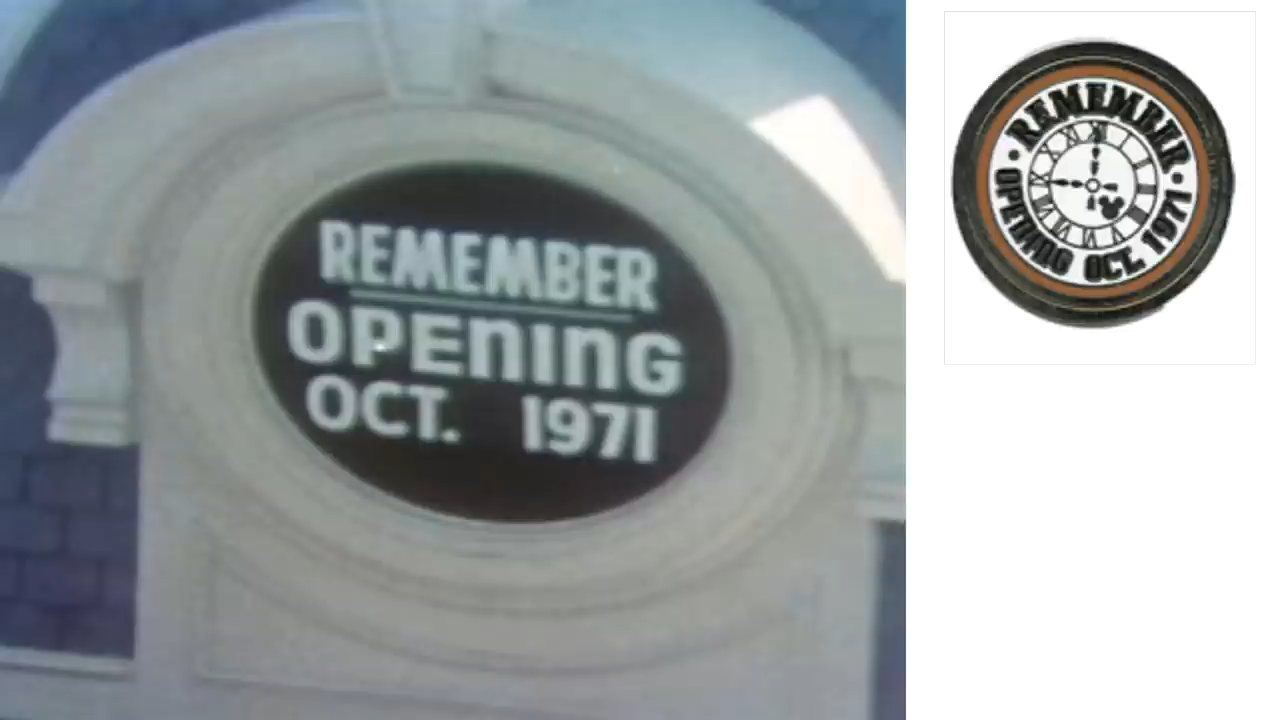 REMEMBER
OPENING
OCT. 1971
REMEMBER
• OPENING OCT. 1971 •